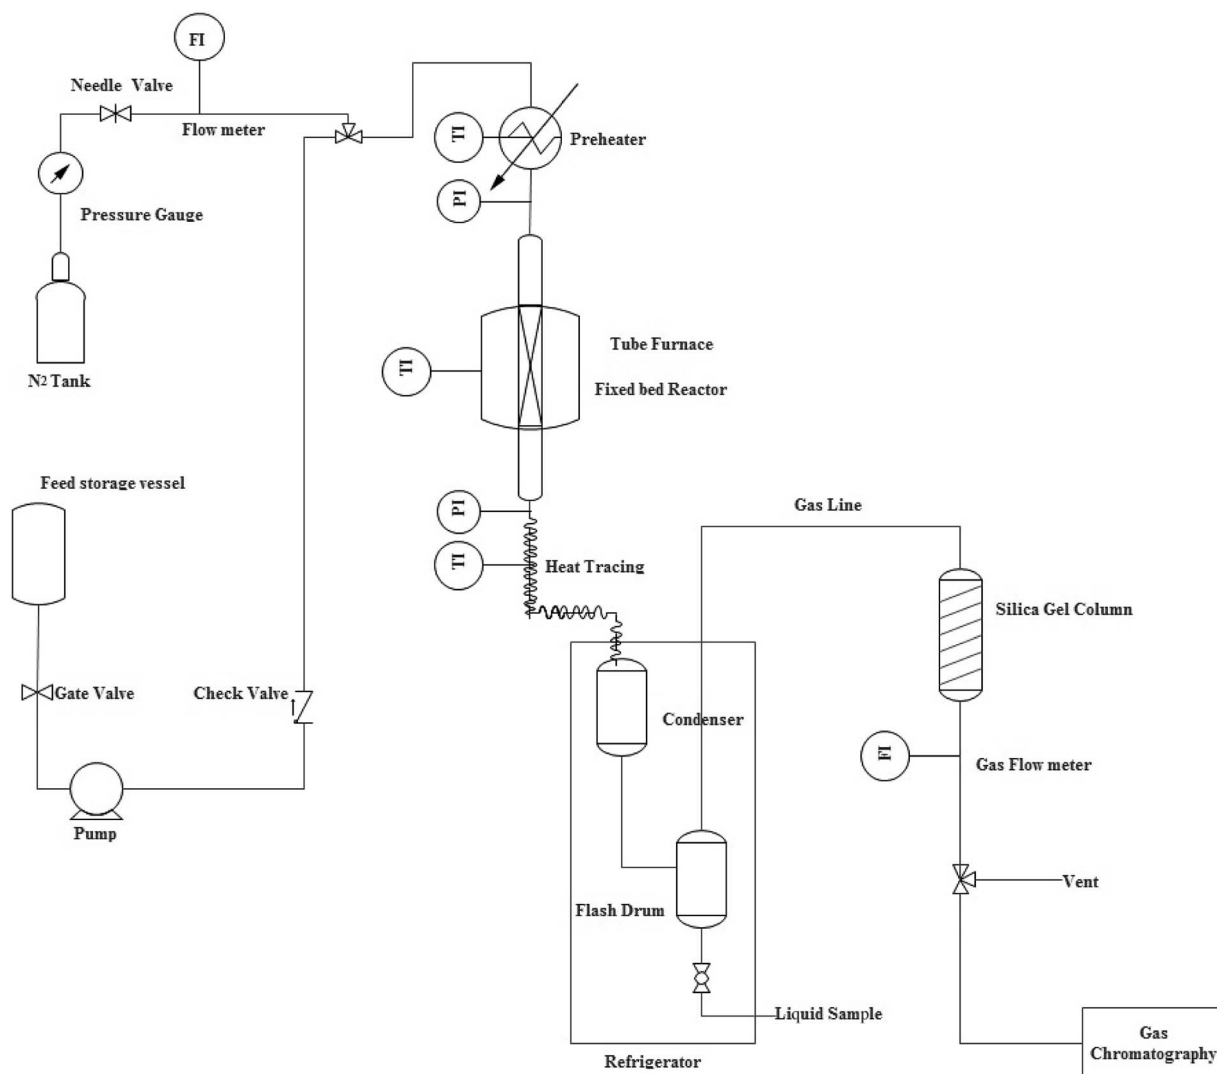 FI
Needle Valve
Flow meter
TI
Preheater
PI
Pressure Gauge
N2 Tank
Tube Furnace
TI
Fixed bed Reactor
Feed storage vessel
PI
Gas Line
TI
Heat Tracing
Silica Gel Column
Gate Valve
Check Valve
Condenser
FI
Gas Flow meter
Pump
Vent
Flash Drum
Liquid Sample
Gas
Chromatography
Refrigerator